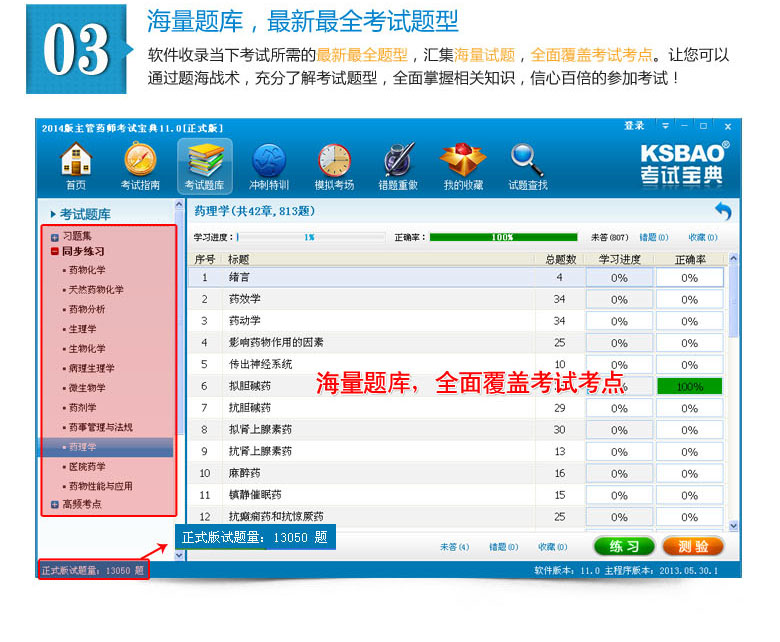 03
海量题库，最新最全考试题型
软件收录当下考试所需的最新最全题型，汇集海量试题，全面覆盖考试考点。让您可以
通过题海战术，充分了解考试题型，全面掌握相关知识，信心百倍的参加考试！
2014版主管药师考试宝典11.0[正式版]
登录
首页
考试指南
考试题库
冲刺特训
模拟考场
错题重做
我的收藏
试题查找
KSBAO®
考试宝典
考试题库
习题集
同步练习
药物化学
天然药物化学
药物分析
生理学
生物化学
病理生理学
微生物学
药剂学
药事管理与法规
药理学
医院药学
药物性能与应用
高频考点
药理学(共42章,813题)
学习进度： 1% 正确率： 100% 未答(807) 错题(0) 收藏(0)
序号 标题 总题数 学习进度 正确率
1 绪言 4 0% 0%
2 药效学 34 0% 0%
3 药动学 34 0% 0%
4 影响药物作用的因素 25 0% 0%
5 传出神经系统 10 0% 0%
6 拟胆碱药 % 100%
海量题库，全面覆盖考试考点
7 抗胆碱药 29 0% 0%
8 拟肾上腺素药 30 0% 0%
9 抗肾上腺素药 13 0% 0%
10 麻醉药 16 0% 0%
11 镇静催眠药 15 0% 0%
12 抗癫痫药和抗惊厥药 25 0% 0%
正式版试题量: 13050 题
未答(4) 错题(0) 收藏(0) 练习 测验
正式版试题量: 13050 题
软件版本: 11.0 主程序版本: 2013.05.30.1